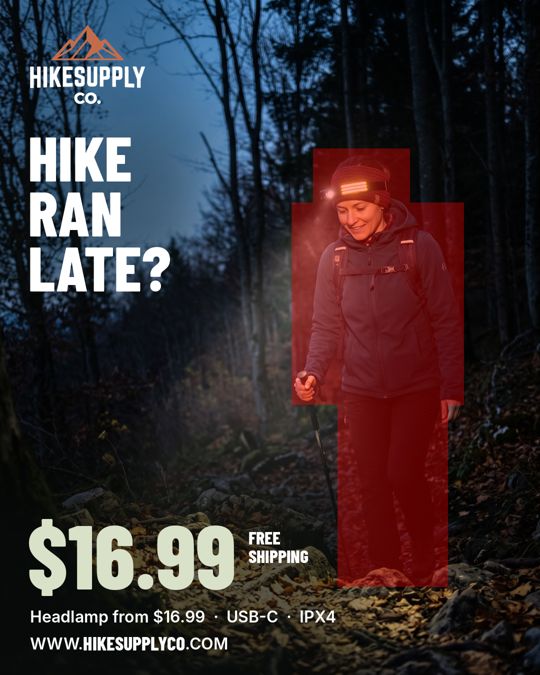 HIKESUPPLY
CO.
HIKE
RAN
LATE?
$16.99
FREE
SHIPPING
Headlamp from $16.99 · USB-C · IPX4
WWW.HIKESUPPLYCO.COM